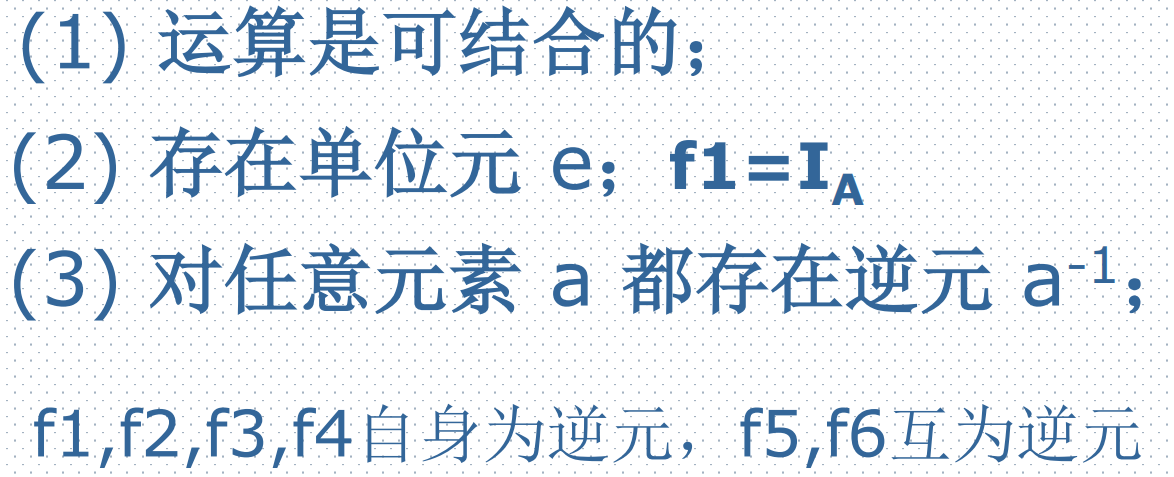 (1) 运算是可结合的;
(2) 存在单位元 e; f1=I_A
(3) 对任意元素 a 都存在逆元 a^-1;
f1,f2,f3,f4自身为逆元，f5,f6互为逆元